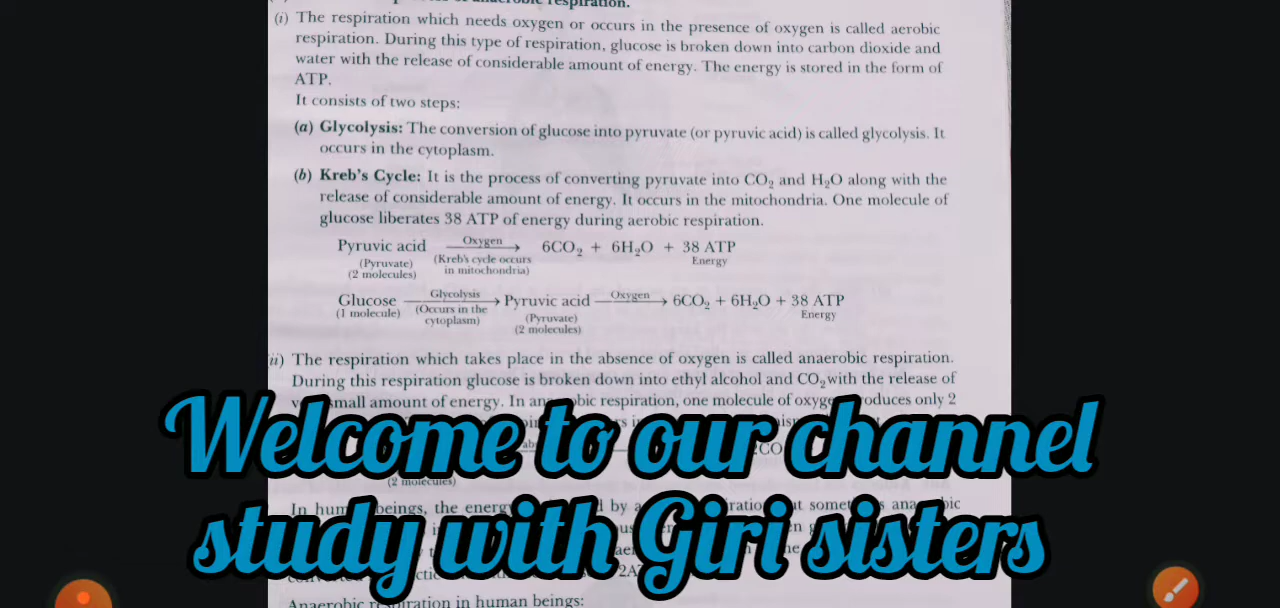 respiration.
(i) The respiration which needs oxygen or occurs in the presence of oxygen is called aerobic
respiration. During this type of respiration, glucose is broken down into carbon dioxide and
water with the release of considerable amount of energy. The energy is stored in the form of
ATP.
It consists of two steps:
(a) Glycolysis: The conversion of glucose into pyruvate (or pyruvic acid) is called glycolysis. It
occurs in the cytoplasm.
(b) Kreb's Cycle: It is the process of converting pyruvate into CO₂ and H₂O along with the
release of considerable amount of energy. It occurs in the mitochondria. One molecule of
glucose liberates 38 ATP of energy during aerobic respiration.
Pyruvic acid Oxygen → 6CO₂ + 6H₂O + 38 ATP
(Pyruvate) (Kreb's cycle occurs Energy
(2 molecules) in mitochondria)
Glucose Glycolysis → Pyruvic acid Oxygen → 6CO₂ + 6H₂O + 38 ATP
(1 molecule) (Occurs in the (Pyruvate) Energy
cytoplasm) (2 molecules)
ii) The respiration which takes place in the absence of oxygen is called anaerobic respiration.
During this respiration glucose is broken down into ethyl alcohol and CO₂ with the release of
small amount of energy. In anaerobic respiration, one molecule of oxygen produces only 2
Welcome to our channel
(2 molecules)
In human beings, the energy by
study with Giri sisters
Anaerobic respiration in human beings: